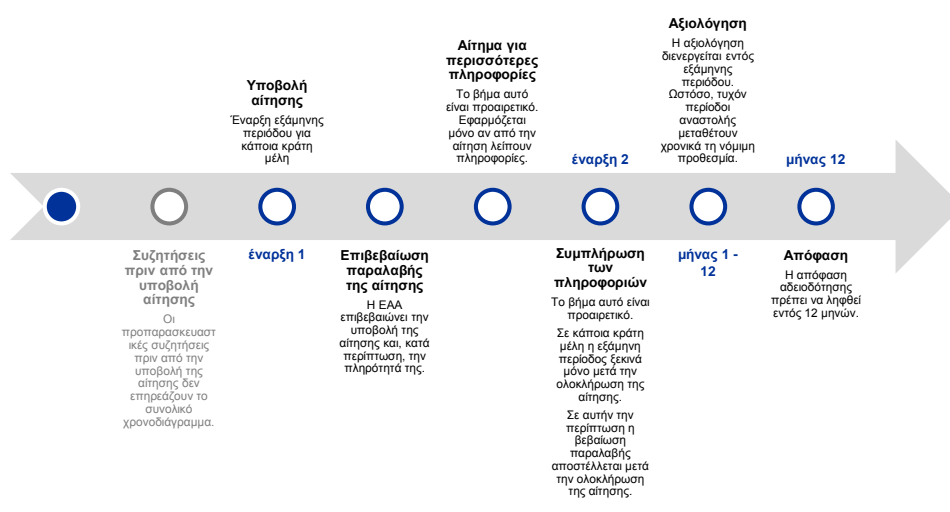 Συζητήσεις
πριν από την
υποβολή
αίτησης
Οι
προπαρασκευαστ
ικές συζητήσεις
πριν από την
υποβολή της
αίτησης δεν
επηρεάζουν το
συνολικό
χρονοδιάγραμμα.
Υποβολή
αίτησης
Έναρξη εξάμηνης
περιόδου για
κάποια κράτη
μέλη
έναρξη 1
Επιβεβαίωση
παραλαβής
της αίτησης
Η ΕΑΑ
επιβεβαιώνει την
υποβολή της
αίτησης και, κατά
περίπτωση, την
πληρότητά της.
Αίτημα για
περισσότερες
πληροφορίες
Το βήμα αυτό
είναι προαιρετικό.
Εφαρμόζεται
μόνο αν από την
αίτηση λείπουν
πληροφορίες.
έναρξη 2
Συμπλήρωση
των
πληροφοριών
Το βήμα αυτό είναι
προαιρετικό.
Σε κάποια κράτη
μέλη η εξάμηνη
περίοδος ξεκινά
μόνο μετά την
ολοκλήρωση της
αίτησης.
Σε αυτήν την
περίπτωση η
βεβαίωση
παραλαβής
αποστέλλεται μετά
την ολοκλήρωση
της αίτησης.
Αξιολόγηση
Η αξιολόγηση
διενεργείται εντός
εξάμηνης
περιόδου.
Ωστόσο, τυχόν
περίοδοι
αναστολής
μεταθέτουν
χρονικά τη νόμιμη
προθεσμία.
μήνας 1 -
12
μήνας 12
Απόφαση
Η απόφαση
αδειοδότησης
πρέπει να ληφθεί
εντός 12 μηνών.